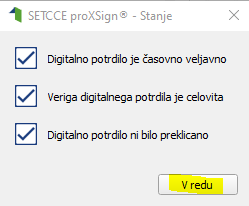 SETCCE proXSign® - Stanje
Digitalno potrdilo je časovno veljavno
Veriga digitalnega potrdila je celovita
Digitalno potrdilo ni bilo preklicano
V redu